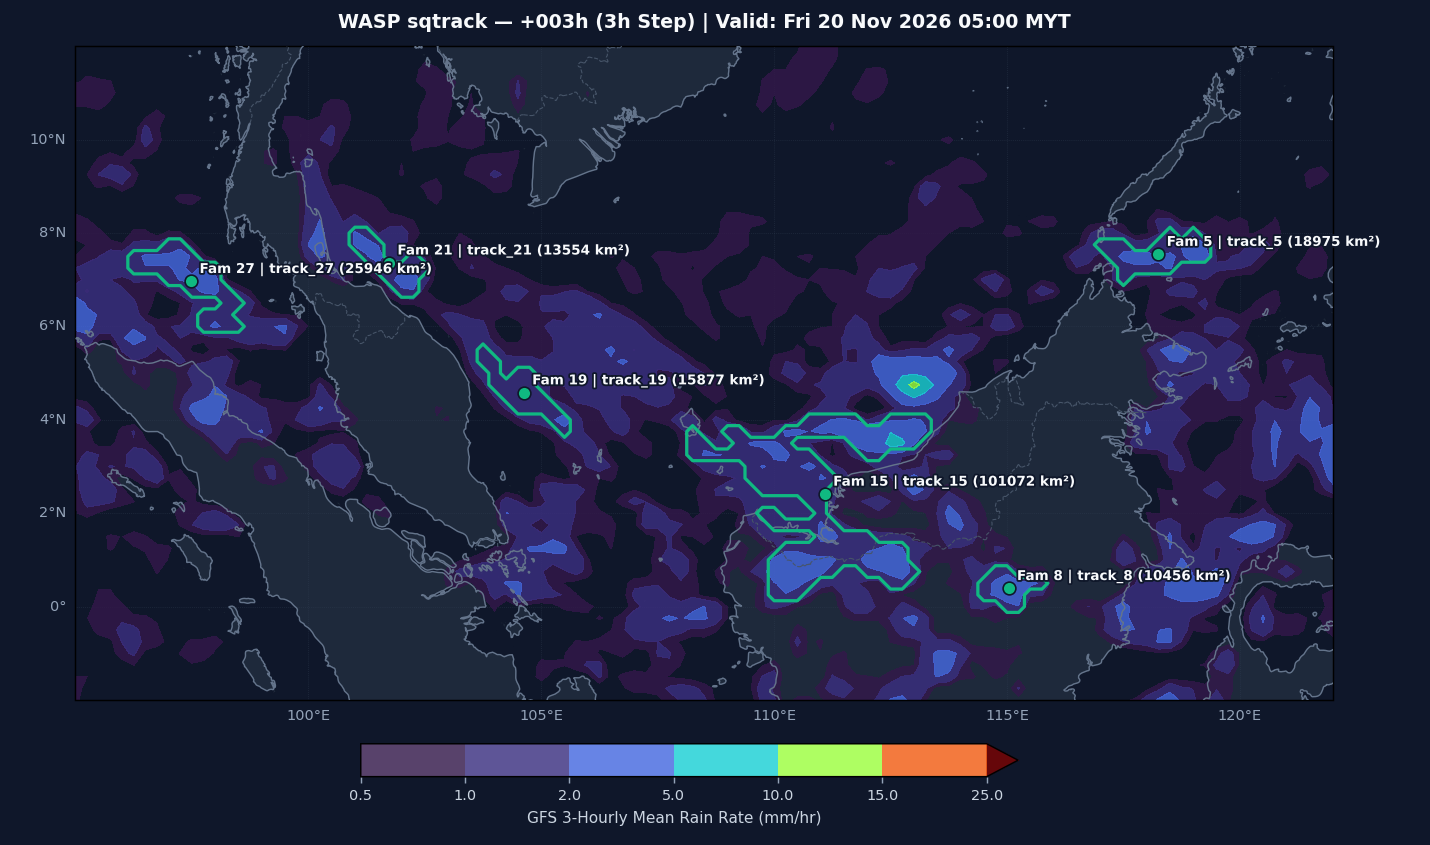 WASP sqtrack — +003h (3h Step) | Valid: Fri 20 Nov 2026 05:00 MYT
10°N
8°N
6°N
4°N
2°N
0°
Fam 5 | track_5 (18975 km²)
Fam 21 | track_21 (13554 km²)
Fam 27 | track_27 (25946 km²)
Fam 19 | track_19 (15877 km²)
Fam 15 | track_15 (101072 km²)
Fam 8 | track_8 (10456 km²)
100°E 105°E 110°E 115°E 120°E
0.5 1.0 2.0 5.0 10.0 15.0 25.0
GFS 3-Hourly Mean Rain Rate (mm/hr)